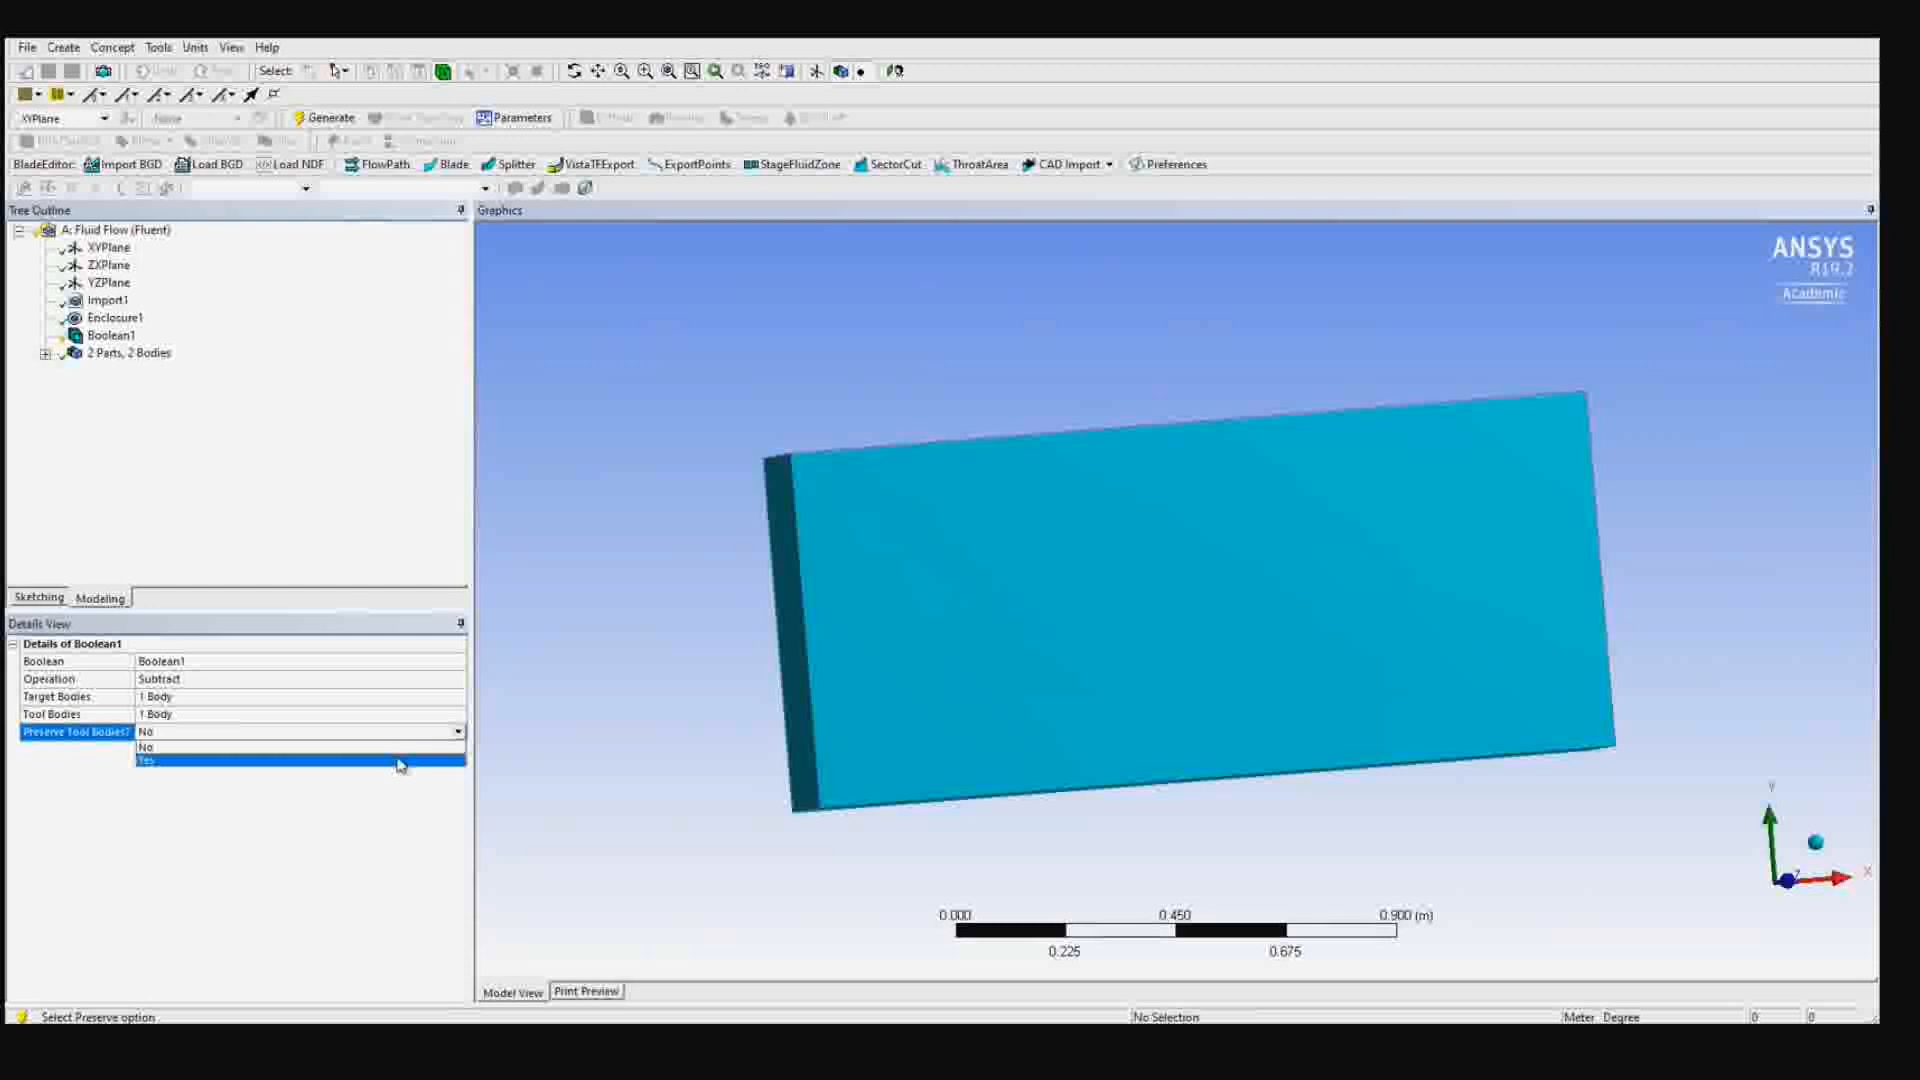 File Create Concept Tools Units View Help
Select:
XYPlane Generate Parameters
BladeEditor: Import BGD Load BGD Load NDF FlowPath Blade Splitter VistaTFExport ExportPoints StageFluidZone SectorCut ThroatArea CAD Import Preferences
Tree Outline
Graphics
A: Fluid Flow (Fluent)
XYPlane
ZXPlane
YZPlane
Import1
Enclosure1
Boolean1
2 Parts, 2 Bodies
ANSYS
R19.2
Academic
Sketching Modeling
Details View
Details of Boolean1
Boolean Boolean1
Operation Subtract
Target Bodies 1 Body
Tool Bodies 1 Body
Preserve Tool Bodies? No
No
Yes
Y
X
Z
0.000 0.450 0.900 (m)
0.225 0.675
Model View Print Preview
Select Preserve option
No Selection
Meter Degree 0 0